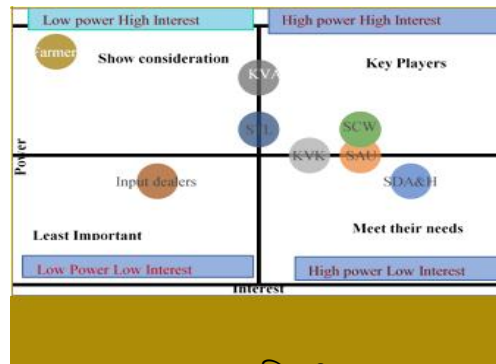 Low power High Interest
High power High Interest
Farmer
Show consideration
KVA
Key Players
STL
SCW
Power
KVK
SAU
Input dealers
SDA&H
Least Important
Meet their needs
Low Power Low Interest
High power Low Interest
Interest